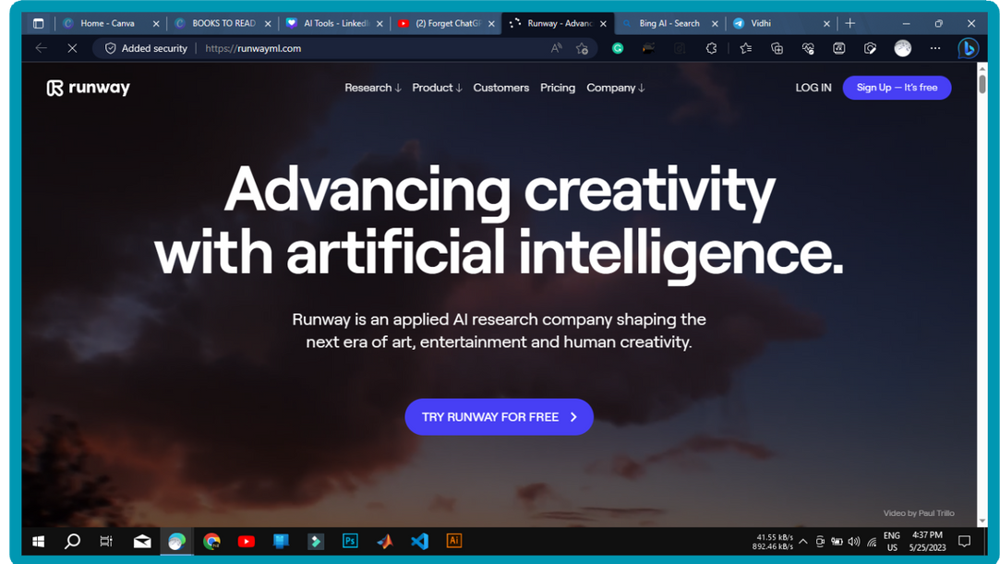 Home - Canva
BOOKS TO READ
AI Tools - LinkedIn
(2) Forget ChatGP
Runway - Advanc
Bing AI - Search
Vidhi
Added security
https://runwayml.com
runway
Research ↓
Product ↓
Customers
Pricing
Company ↓
LOG IN
Sign Up — It's free
Advancing creativity
with artificial intelligence.
Runway is an applied AI research company shaping the
next era of art, entertainment and human creativity.
TRY RUNWAY FOR FREE
Video by Paul Trillo
Ps
Ai
41.55 kB/s
892.46 kB/s
ENG
US
4:37 PM
5/25/2023